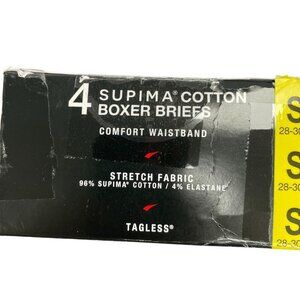 4 SUPIMA® COTTON
BOXER BRIEFS
COMFORT WAISTBAND
STRETCH FABRIC
96% SUPIMA® COTTON / 4% ELASTANE
TAGLESS®
S
28-30
S
28-30
S
28-30